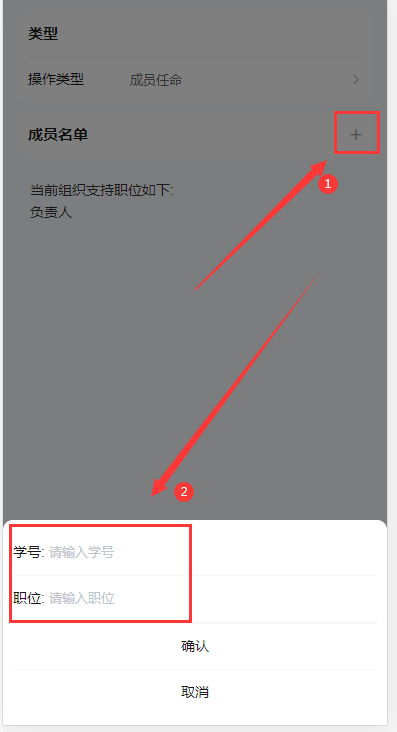 类型
操作类型 成员任命
成员名单
1
当前组织支持职位如下:
负责人
2
学号: 请输入学号
职位: 请输入职位
确认
取消